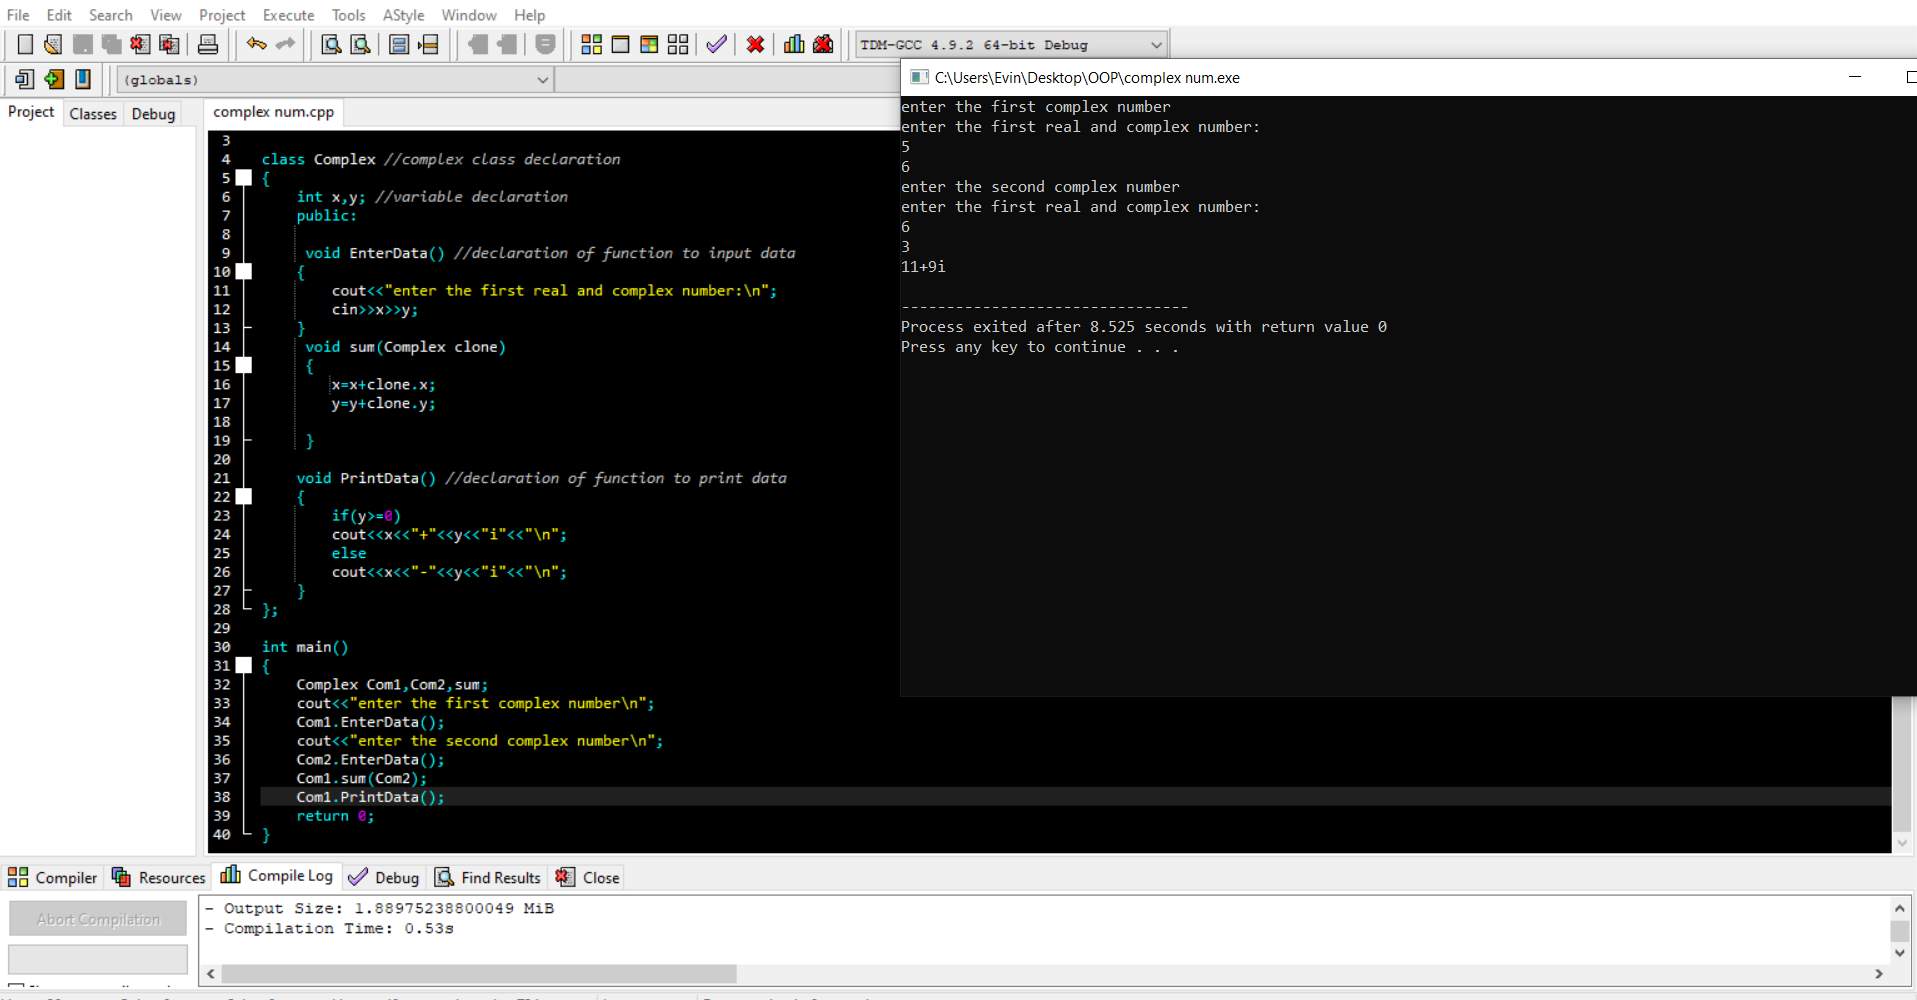 File Edit Search View Project Execute Tools AStyle Window Help
TDM-GCC 4.9.2 64-bit Debug
(globals)
Project Classes Debug
complex num.cpp
3
4 class Complex //complex class declaration
5 {
6 int x,y; //variable declaration
7 public:
8
9 void EnterData() //declaration of function to input data
10 {
11 cout<<"enter the first real and complex number:\n";
12 cin>>x>>y;
13 }
14 void sum(Complex clone)
15 {
16 x=x+clone.x;
17 y=y+clone.y;
18
19 }
20
21 void PrintData() //declaration of function to print data
22 {
23 if(y>=0)
24 cout<<x<<"+"<<y<<"i"<<"\n";
25 else
26 cout<<x<<"-"<<y<<"i"<<"\n";
27 }
28 };
29
30 int main()
31 {
32 Complex Com1,Com2,sum;
33 cout<<"enter the first complex number\n";
34 Com1.EnterData();
35 cout<<"enter the second complex number\n";
36 Com2.EnterData();
37 Com1.sum(Com2);
38 Com1.PrintData();
39 return 0;
40 }
C:\Users\Evin\Desktop\OOP\complex num.exe
enter the first complex number
enter the first real and complex number:
5
6
enter the second complex number
enter the first real and complex number:
6
3
11+9i
--------------------------------
Process exited after 8.525 seconds with return value 0
Press any key to continue . . .
Compiler Resources Compile Log Debug Find Results Close
Abort Compilation
- Output Size: 1.88975238800049 MiB
- Compilation Time: 0.53s